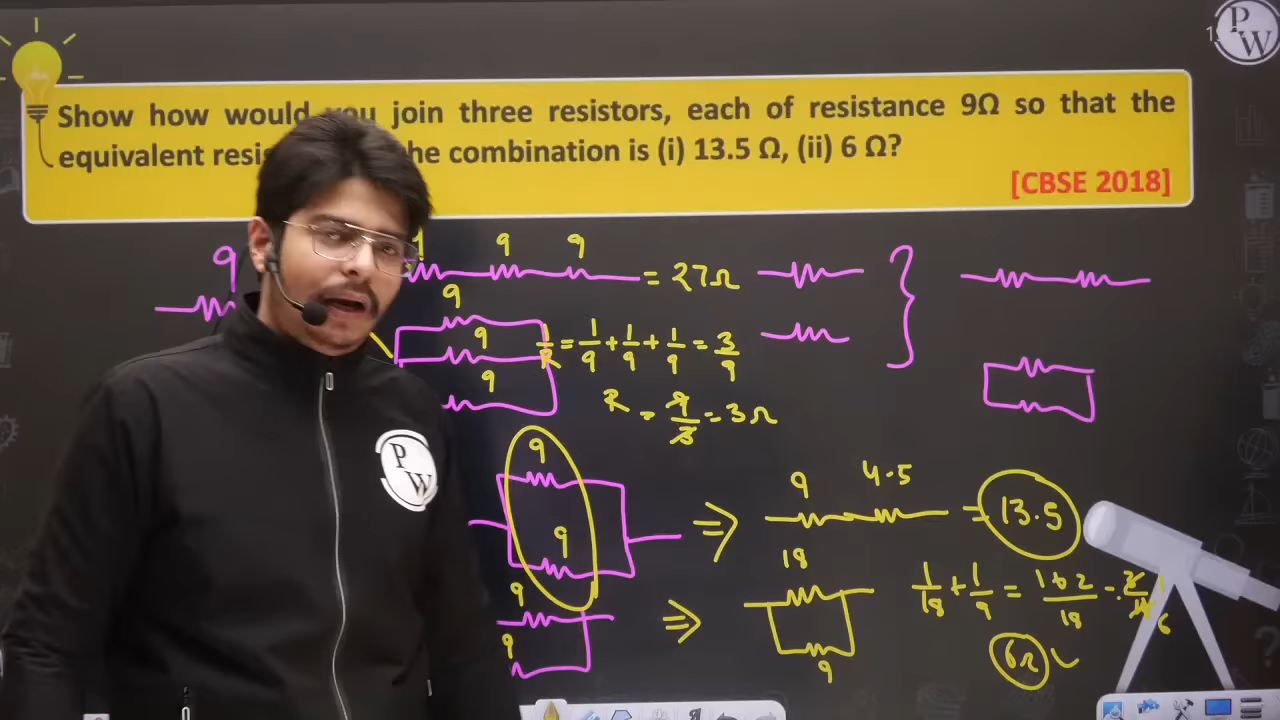 PW
Show how would you join three resistors, each of resistance 9Ω so that the
equivalent resi he combination is (i) 13.5 Ω, (ii) 6 Ω?
[CBSE 2018]
9
9 9 = 27Ω
9
9
9
1/R = 1/9 + 1/9 + 1/9 = 3/9
R = 9/3 = 3Ω
PW
9
9
⇒ 9 4.5 = 13.5
9
9
⇒ 18
9
1/18 + 1/9 = 1+2/18 =
6Ω